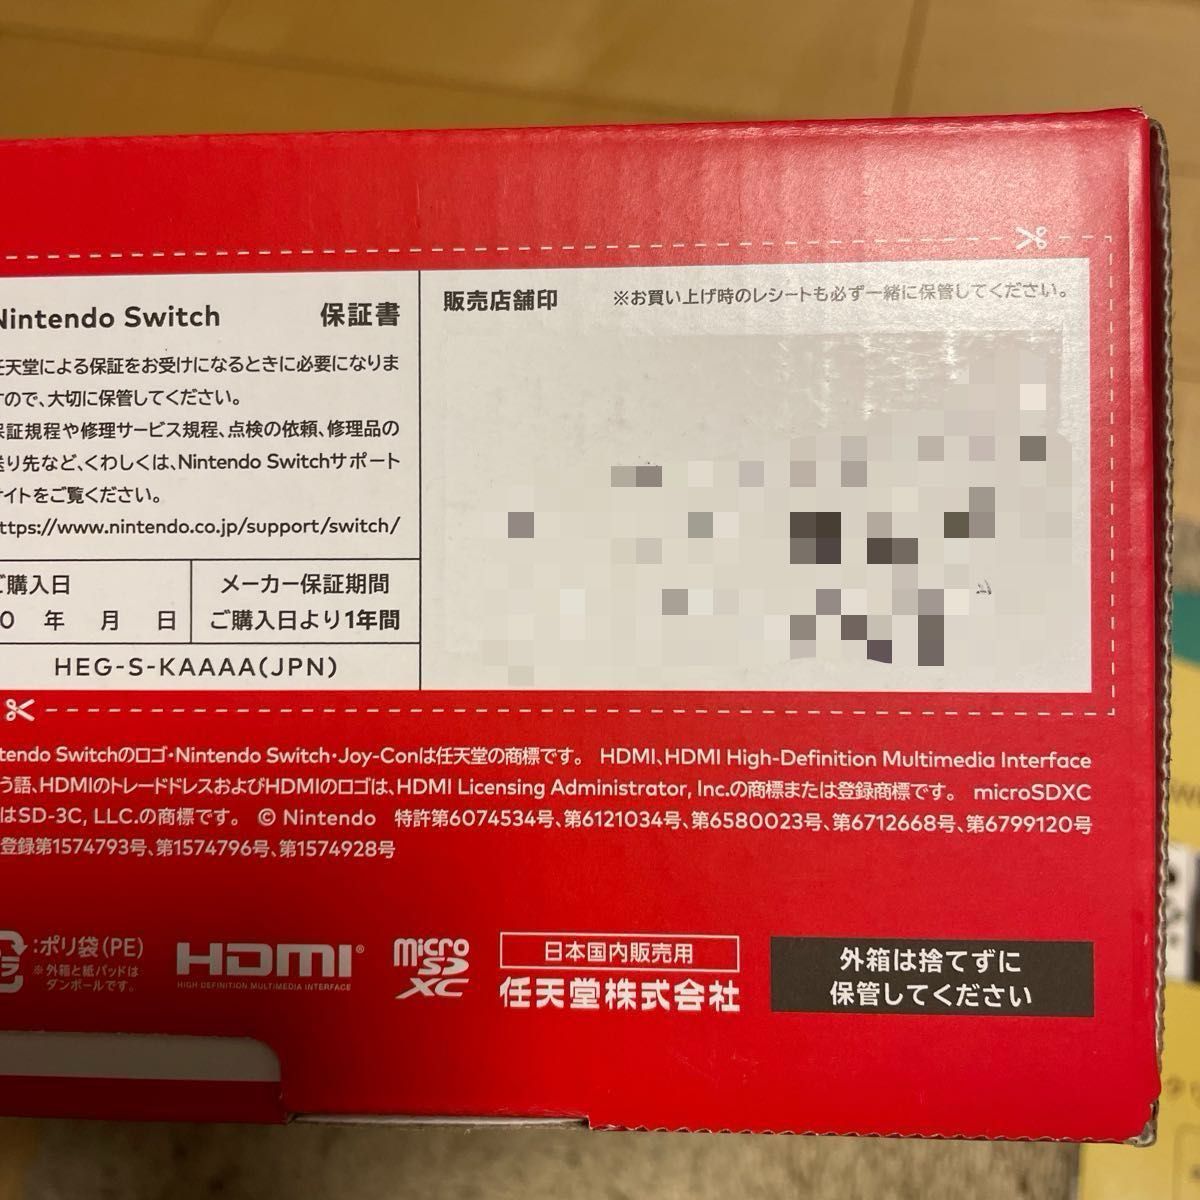 Nintendo Switch 保証書
任天堂による保証をお受けになるときに必要になりま
すので、大切に保管してください。
保証規程や修理サービス規程、点検の依頼、修理品の
送り先など、くわしくは、Nintendo Switchサポート
サイトをご覧ください。
https://www.nintendo.co.jp/support/switch/
ご購入日
0 年 月 日
メーカー保証期間
ご購入日より1年間
HEG-S-KAAAA(JPN)
販売店舗印 ※お買い上げ時のレシートも必ず一緒に保管してください。
tendo Switchのロゴ・Nintendo Switch・Joy-Conは任天堂の商標です。 HDMI、HDMI High-Definition Multimedia Interface
う語、HDMIのトレードドレスおよびHDMIのロゴは、HDMI Licensing Administrator, Inc.の商標または登録商標です。 microSDXC
はSD-3C, LLC.の商標です。 © Nintendo 特許第6074534号、第6121034号、第6580023号、第6712668号、第6799120号
登録第1574793号、第1574796号、第1574928号
プラ :ポリ袋(PE)
※外箱と紙パッドは
ダンボールです。
HDMI®
HIGH DEFINITION MULTIMEDIA INTERFACE
micro
SD
XC
日本国内販売用
任天堂株式会社
外箱は捨てずに
保管してください